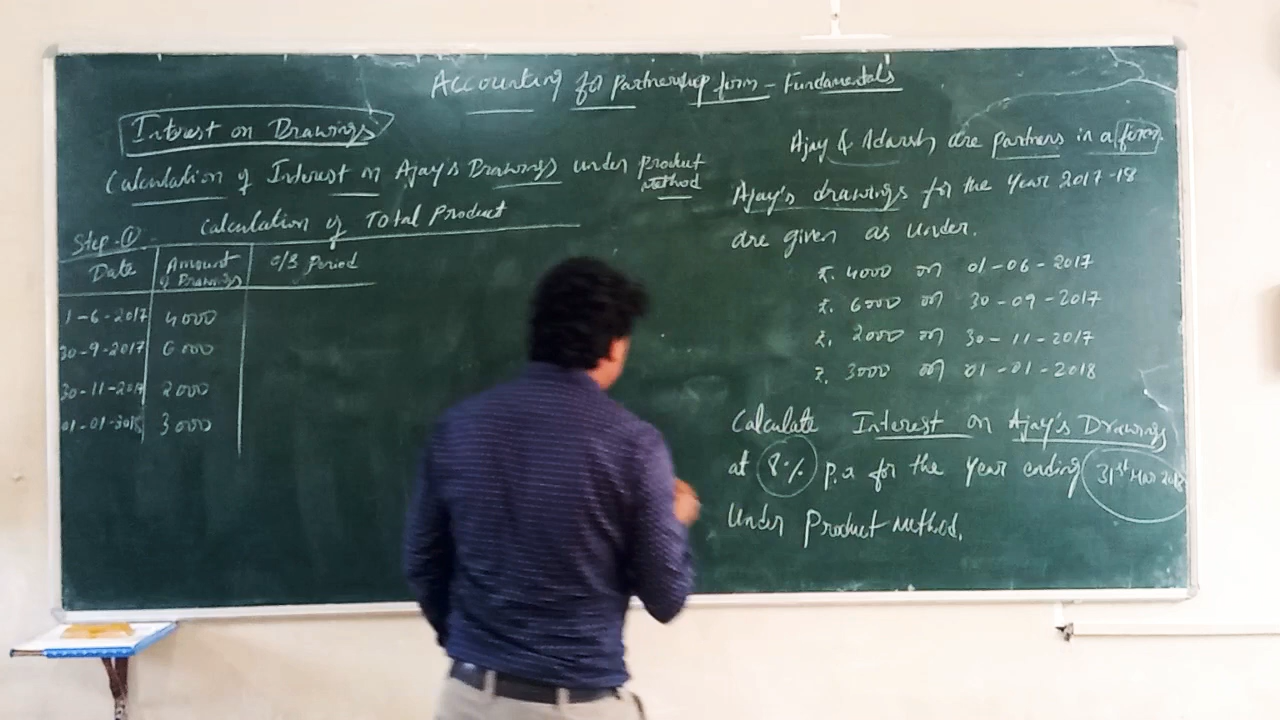 Accounting for Partnership form - Fundamental's
Interest on Drawings
Calculation of Interest on Ajay's Drawings under Product Method
Step-① Calculation of Total Product
Date Amount of Drawings O/S Period
1-6-2017 4000
30-9-2017 6000
30-11-2017 2000
01-01-2018 3000
Ajay & Adarsh are partners in a form.
Ajay's drawings for the Year 2017-18
are given as under.
₹. 4000 on 01-06-2017
₹. 6000 on 30-09-2017
₹. 2000 on 30-11-2017
₹. 3000 on 01-01-2018
Calculate Interest on Ajay's Drawings
at 8% p.a for the Year ending 31st Mar 2018
Under Product Method.